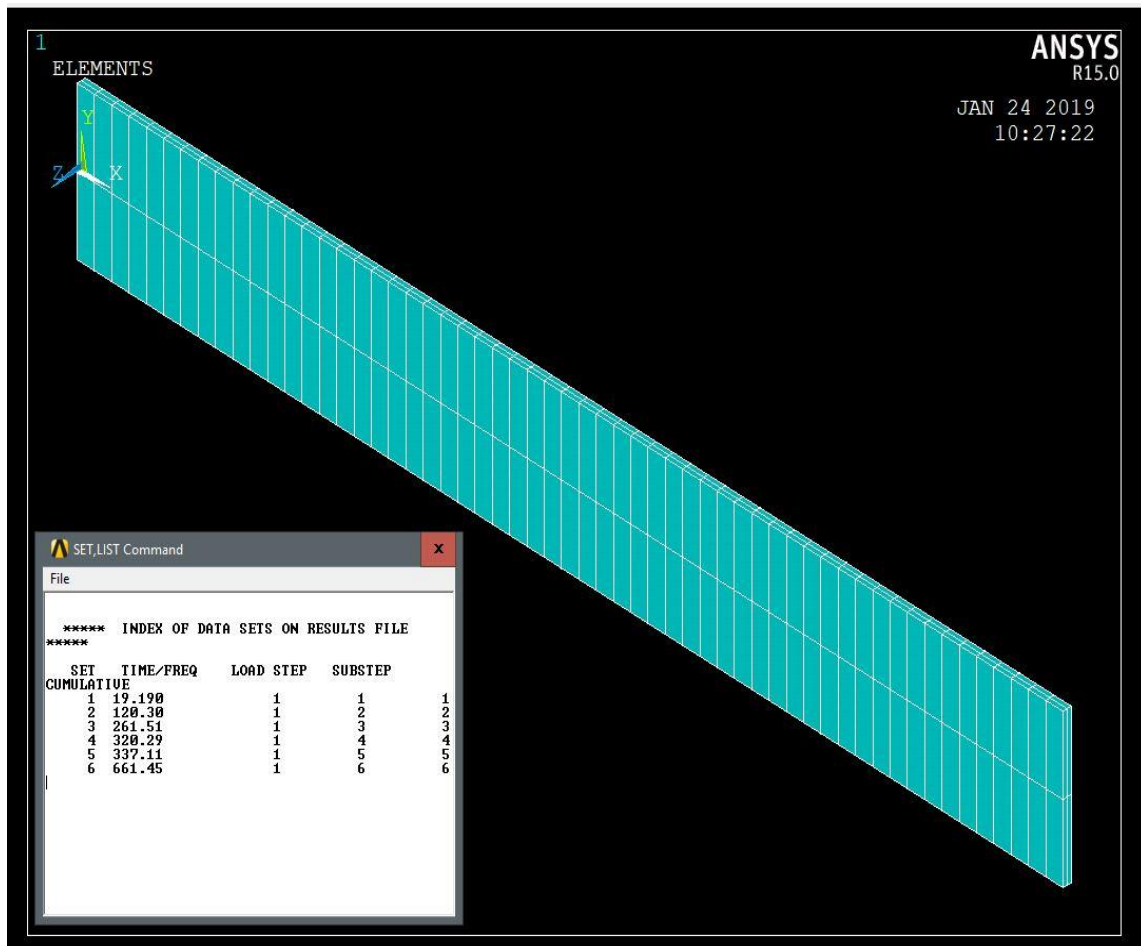 1
ELEMENTS
ANSYS
R15.0
JAN 24 2019
10:27:22
Y
Z
X
SET,LIST Command
x
File
***** INDEX OF DATA SETS ON RESULTS FILE
*****
SET TIME/FREQ LOAD STEP SUBSTEP
CUMULATIVE
1 19.190 1 1 1
2 120.30 1 2 2
3 261.51 1 3 3
4 320.29 1 4 4
5 337.11 1 5 5
6 661.45 1 6 6